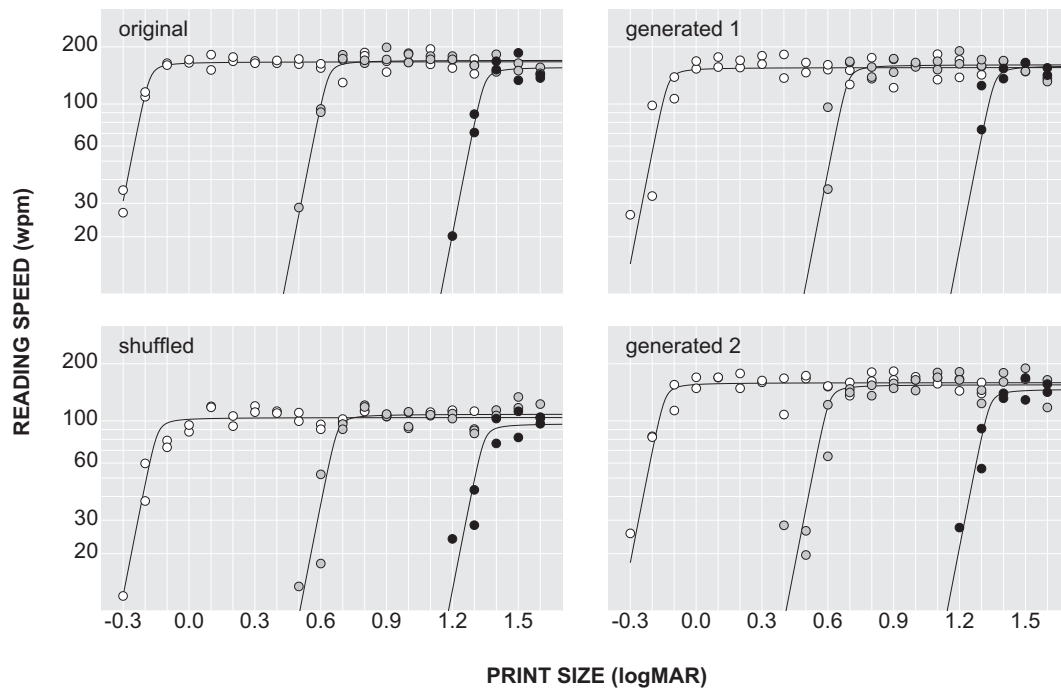 original
generated 1
200
100
60
30
20
READING SPEED (wpm)
shuffled
generated 2
200
100
60
30
20
-0.3 0.0 0.3 0.6 0.9 1.2 1.5
-0.3 0.0 0.3 0.6 0.9 1.2 1.5
PRINT SIZE (logMAR)